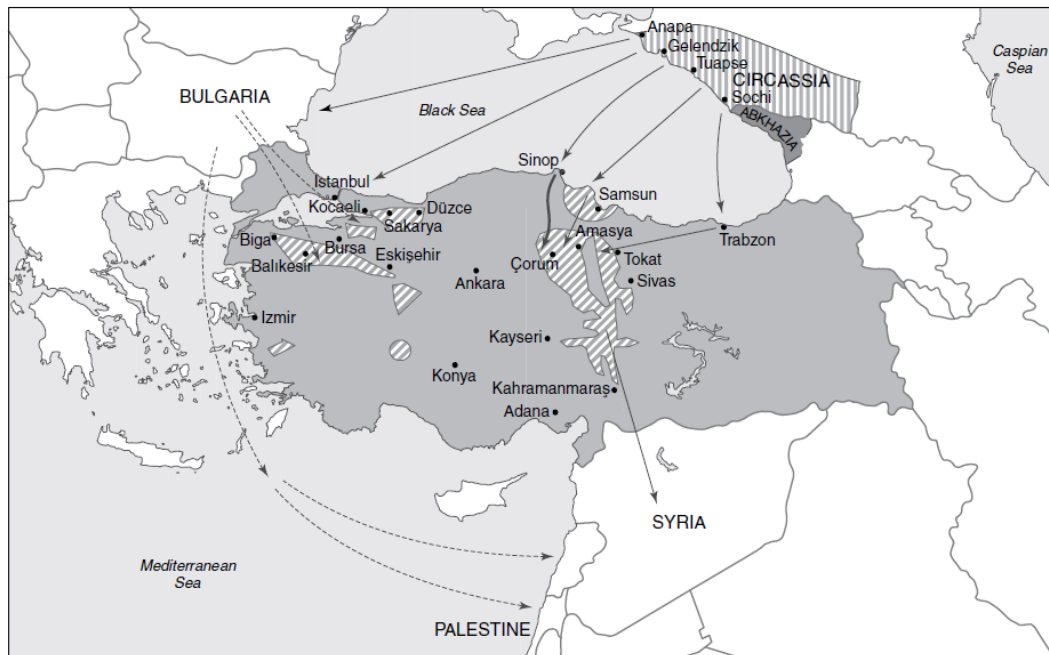 Anapa
Gelendzik
Tuapse
Caspian
Sea
CIRCASSIA
BULGARIA
Sochi
Black Sea
ABKHAZIA
Sinop
Istanbul
Samsun
Kocaeli
Düzce
Sakarya
Amasya
Trabzon
Biga
Bursa
Eskişehir
Çorum
Tokat
Balıkesir
Ankara
Sivas
Izmir
Kayseri
Konya
Kahramanmaraş
Adana
SYRIA
Mediterranean
Sea
PALESTINE